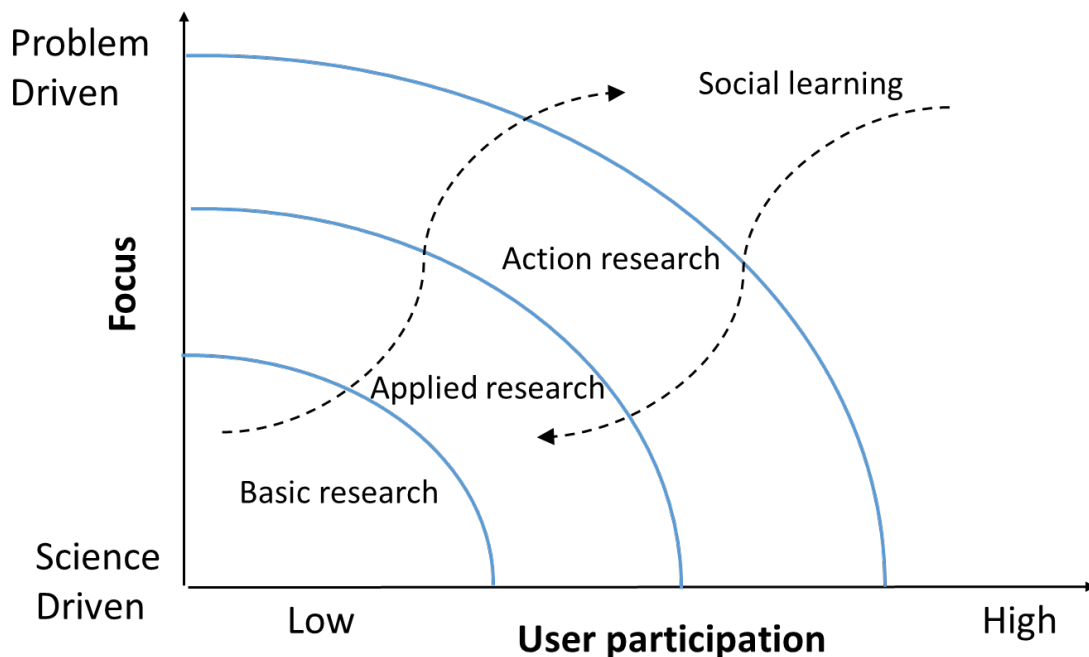 Problem
Driven
Social learning
Focus
Action research
Applied research
Basic research
Science
Driven
Low
User participation
High